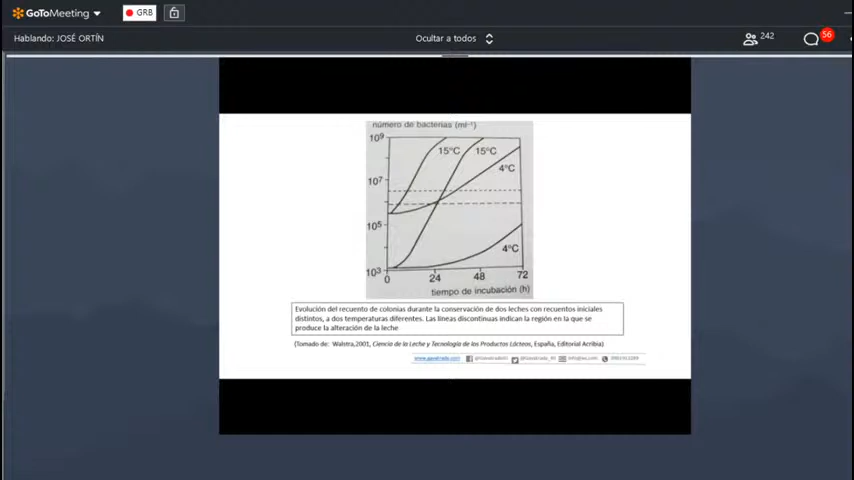 GoToMeeting
GRB
Hablando: JOSÉ ORTÍN
Ocultar a todos
242
56
número de bacterias (ml⁻¹)
10⁹
15°C
15°C
4°C
10⁷
10⁵
4°C
10³
0
24
48
72
tiempo de incubación (h)
Evolución del recuento de colonias durante la conservación de dos leches con recuentos iniciales
distintos, a dos temperaturas diferentes. Las líneas discontinuas indican la región en la que se
produce la alteración de la leche
(Tomado de: Walstra,2001, Ciencia de la Leche y Tecnología de los Productos Lácteos, España, Editorial Acribia)